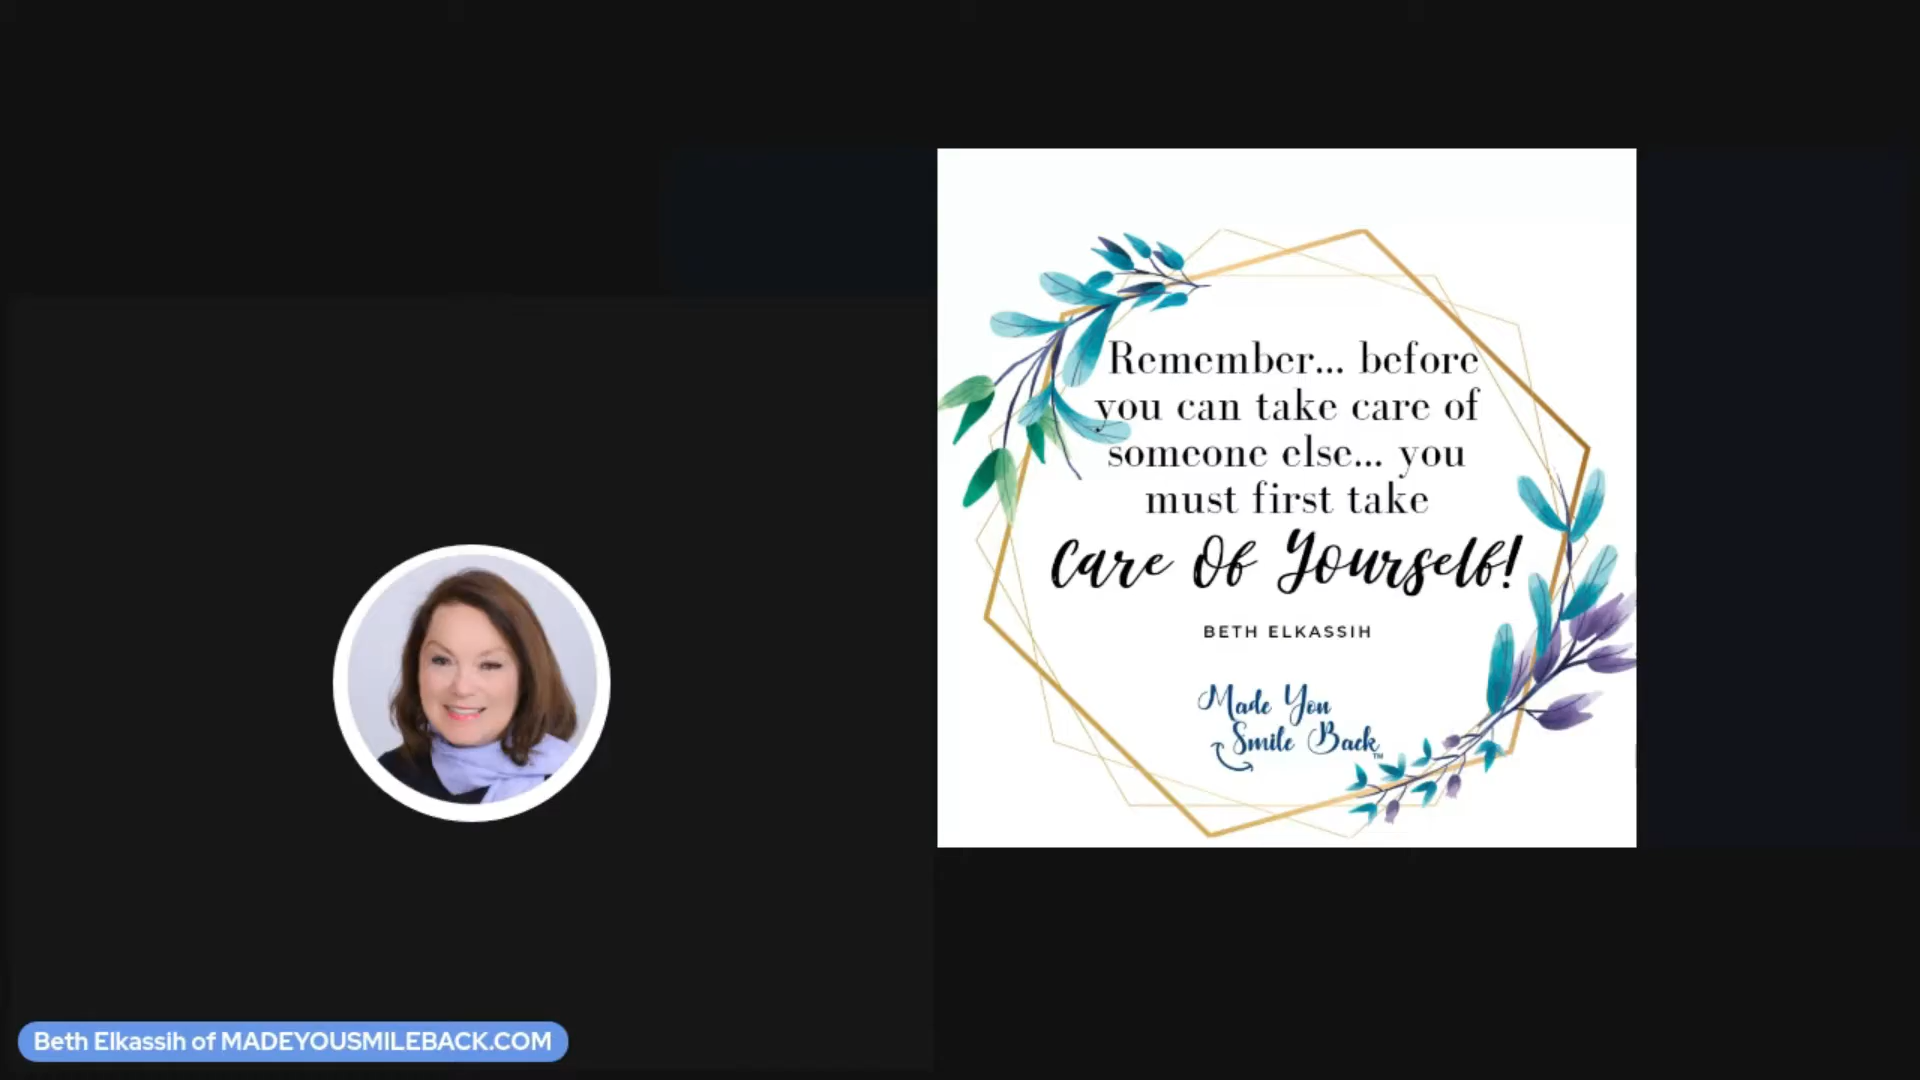 Remember... before
you can take care of
someone else... you
must first take
Care Of Yourself!
BETH ELKASSIH
Made You
Smile Back™
Beth Elkassih of MADEYOUSMILEBACK.COM